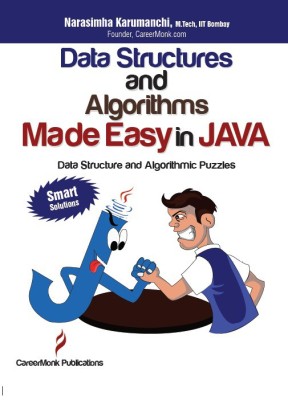 Narasimha Karumanchi, M.Tech, IIT Bombay
Founder, CareerMonk.com
Data Structures
and
Algorithms
Made Easy in JAVA
Data Structure and Algorithmic Puzzles
Smart
Solutions
CareerMonk Publications